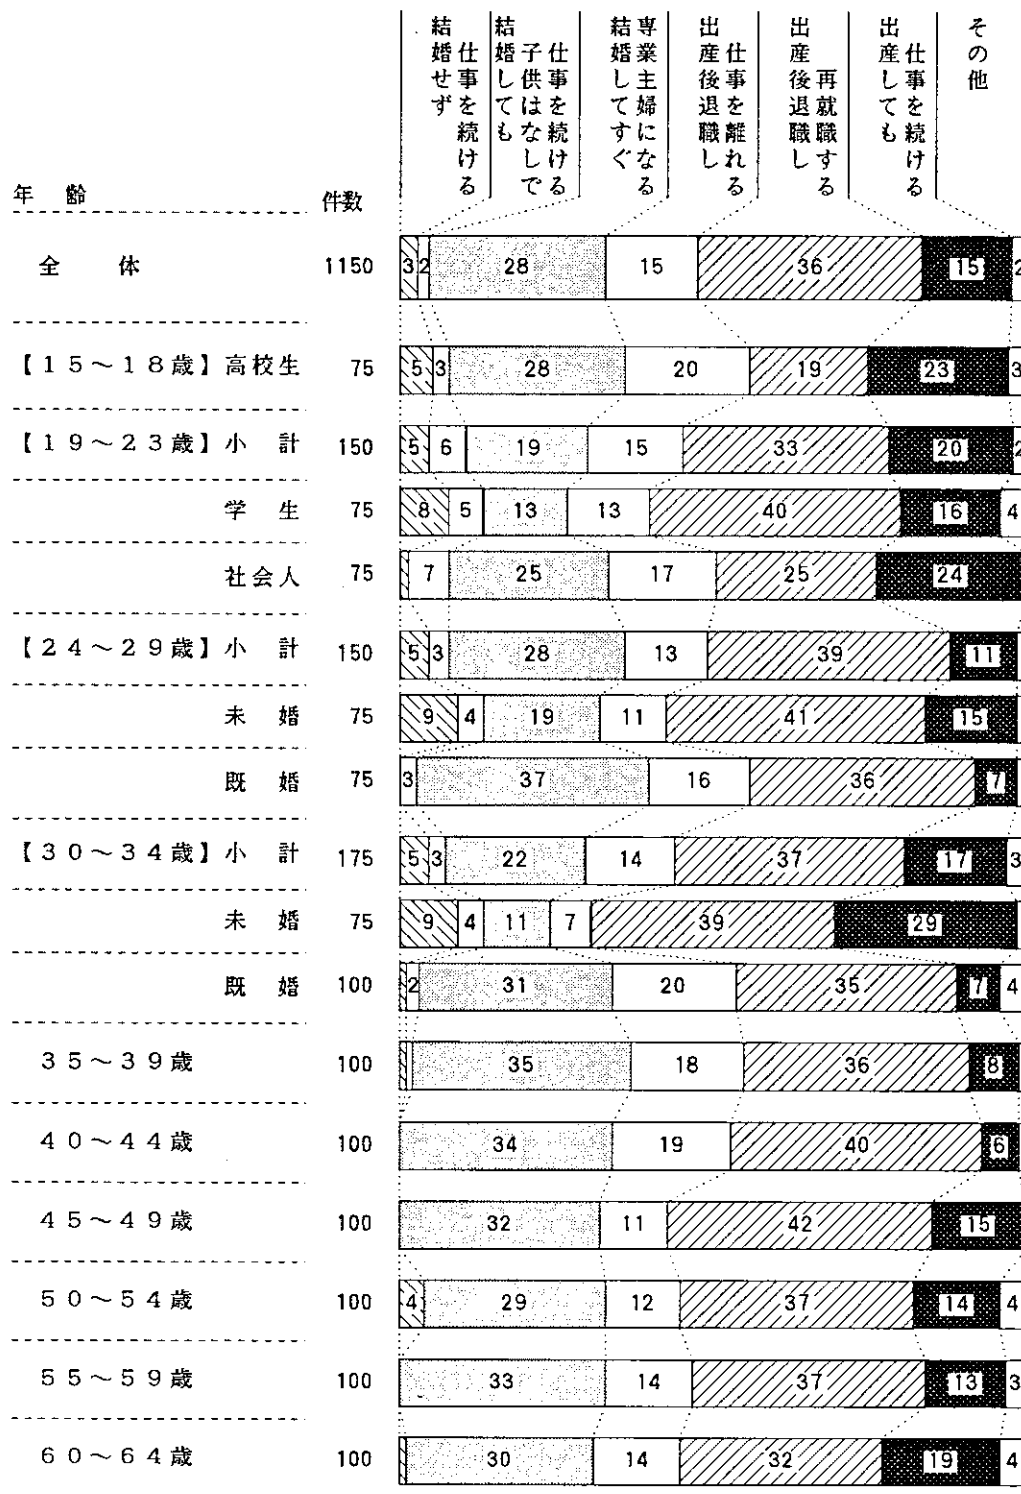 結婚せず
仕事を続ける
結婚しても
子供はなしで
仕事を続ける
結婚してすぐ
専業主婦になる
出産後退職し
仕事を離れる
出産後退職し
再就職する
出産しても
仕事を続ける
その他
年 齢 件数
全 体 1150 3 2 28 15 36 15 2
【15～18歳】高校生 75 5 3 28 20 19 23 3
【19～23歳】小 計 150 5 6 19 15 33 20 2
学 生 75 8 5 13 13 40 16 4
社会人 75 7 25 17 25 24
【24～29歳】小 計 150 5 3 28 13 39 11
未 婚 75 9 4 19 11 41 15
既 婚 75 3 37 16 36 7
【30～34歳】小 計 175 5 3 22 14 37 17 3
未 婚 75 9 4 11 7 39 29
既 婚 100 2 31 20 35 7 4
35～39歳 100 35 18 36 8
40～44歳 100 34 19 40 6
45～49歳 100 32 11 42 15
50～54歳 100 4 29 12 37 14 4
55～59歳 100 33 14 37 13 3
60～64歳 100 30 14 32 19 4